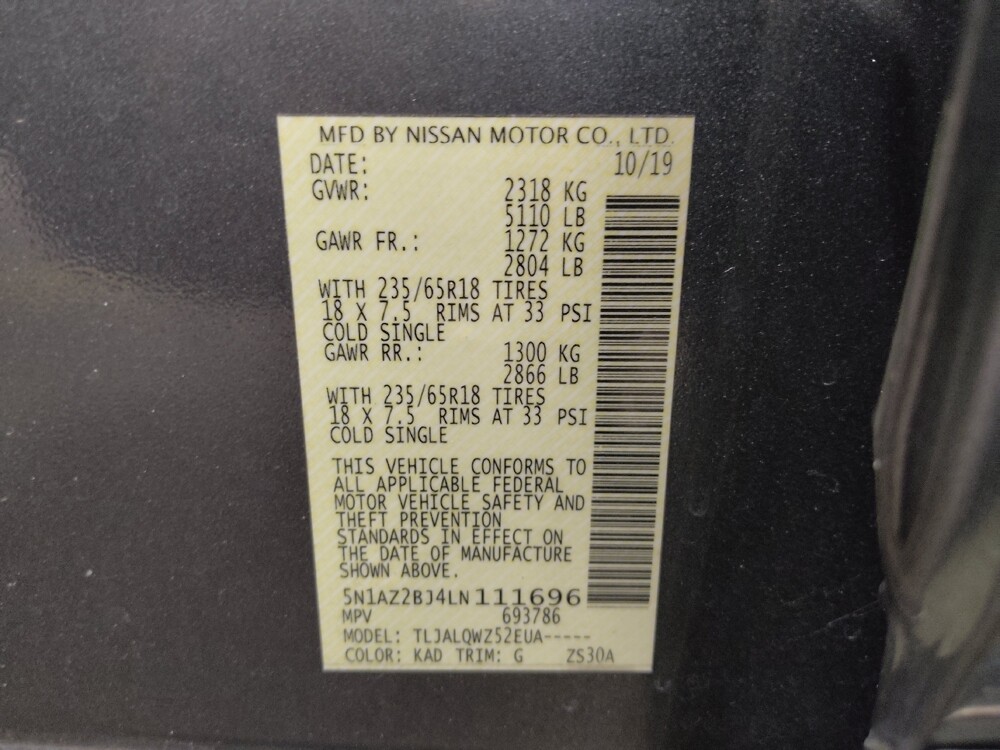 MFD BY NISSAN MOTOR CO., LTD.
DATE: 10/19
GVWR: 2318 KG
5110 LB
GAWR FR.: 1272 KG
2804 LB
WITH 235/65R18 TIRES
18 X 7.5 RIMS AT 33 PSI
COLD SINGLE
GAWR RR.: 1300 KG
2866 LB
WITH 235/65R18 TIRES
18 X 7.5 RIMS AT 33 PSI
COLD SINGLE
THIS VEHICLE CONFORMS TO
ALL APPLICABLE FEDERAL
MOTOR VEHICLE SAFETY AND
THEFT PREVENTION
STANDARDS IN EFFECT ON
THE DATE OF MANUFACTURE
SHOWN ABOVE.
5N1AZ2BJ4LN111696
MPV 693786
MODEL: TLJALQWZ52EUA-----
COLOR: KAD TRIM: G ZS30A